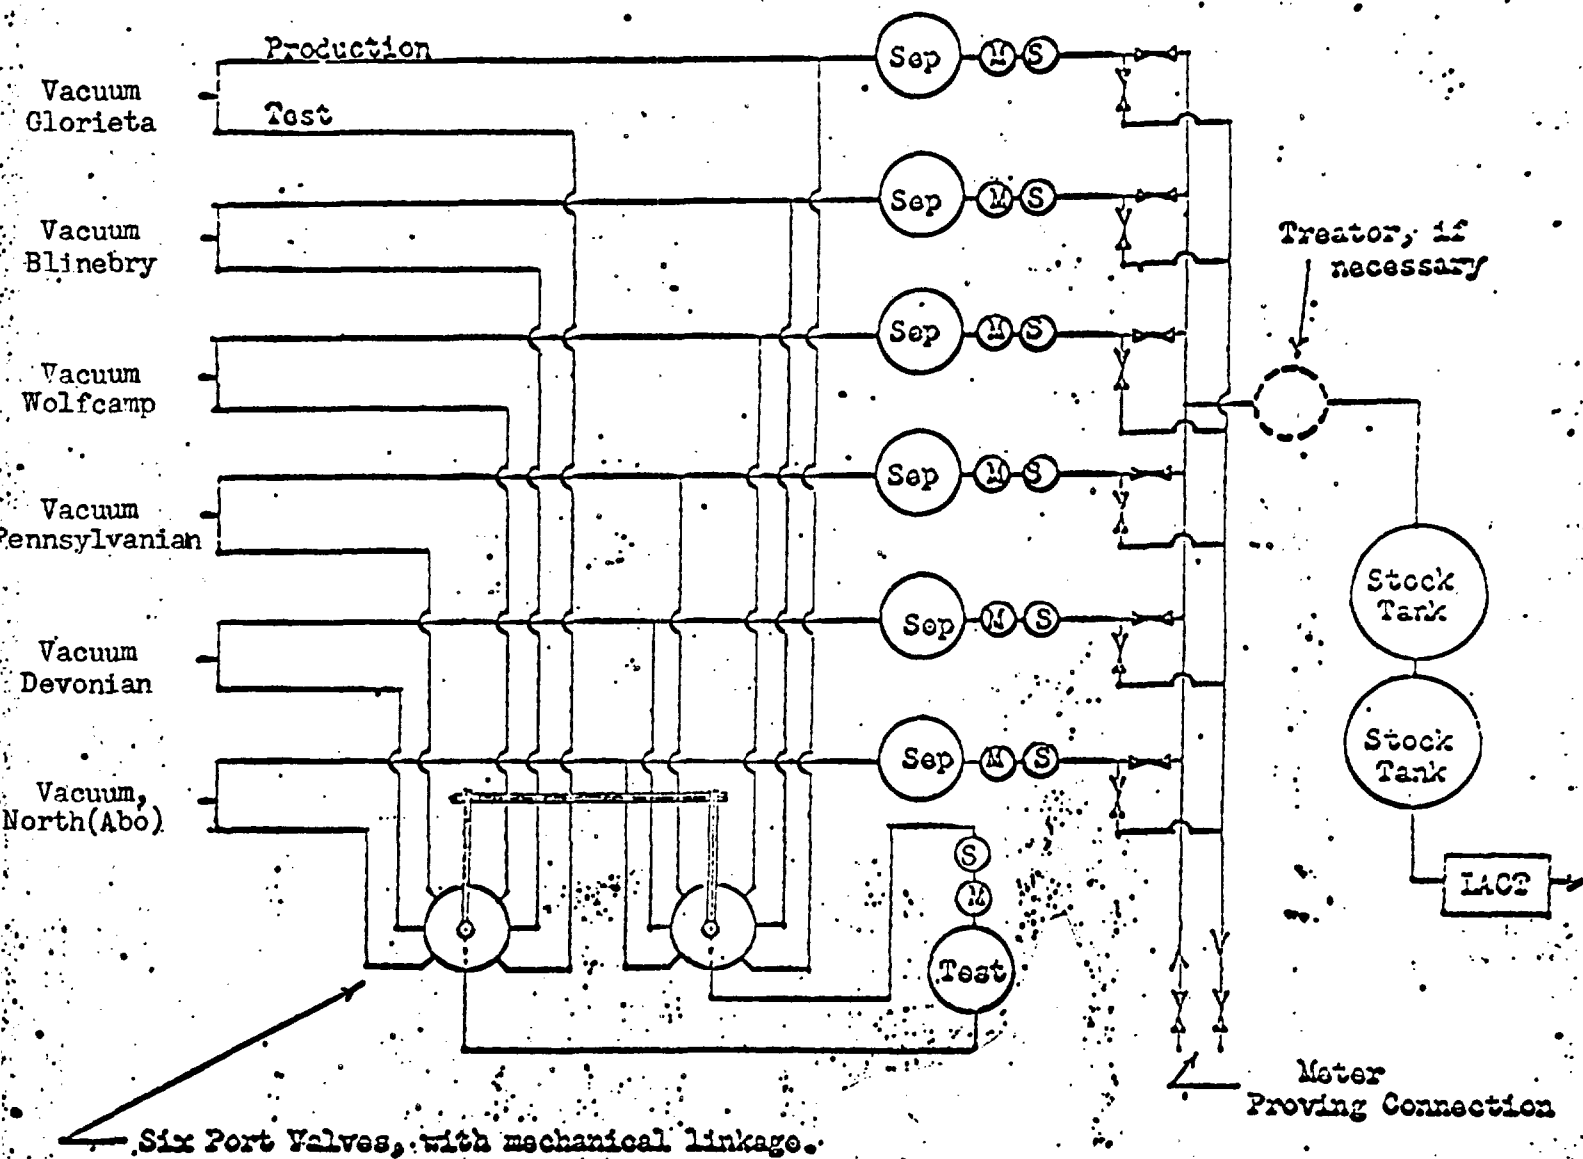 Production
Vacuum
Glorieta
Test
Sep M S
Vacuum
Blinebry
Sep M S
Treator, if
necessary
Vacuum
Wolfcamp
Sep M S
Vacuum
Pennsylvanian
Sep M S
Stock
Tank
Vacuum
Devonian
Sep M S
Stock
Tank
Vacuum,
North(Abo)
Sep M S
S
M
Test
LACT
Meter
Proving Connection
Six Port Valves, with mechanical linkage.